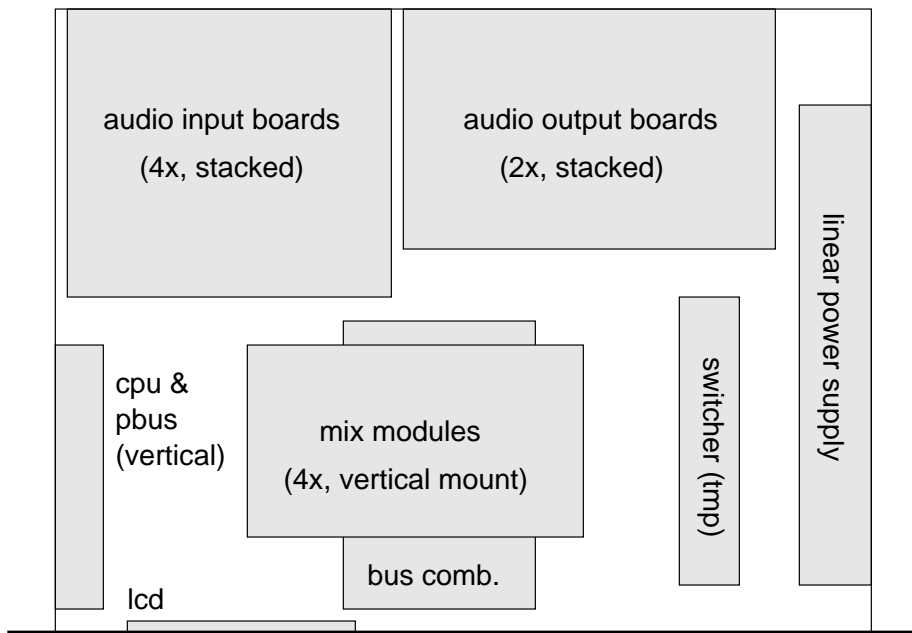 audio input boards
(4x, stacked)
audio output boards
(2x, stacked)
linear power supply
cpu &
pbus
(vertical)
mix modules
(4x, vertical mount)
switcher (tmp)
bus comb.
lcd